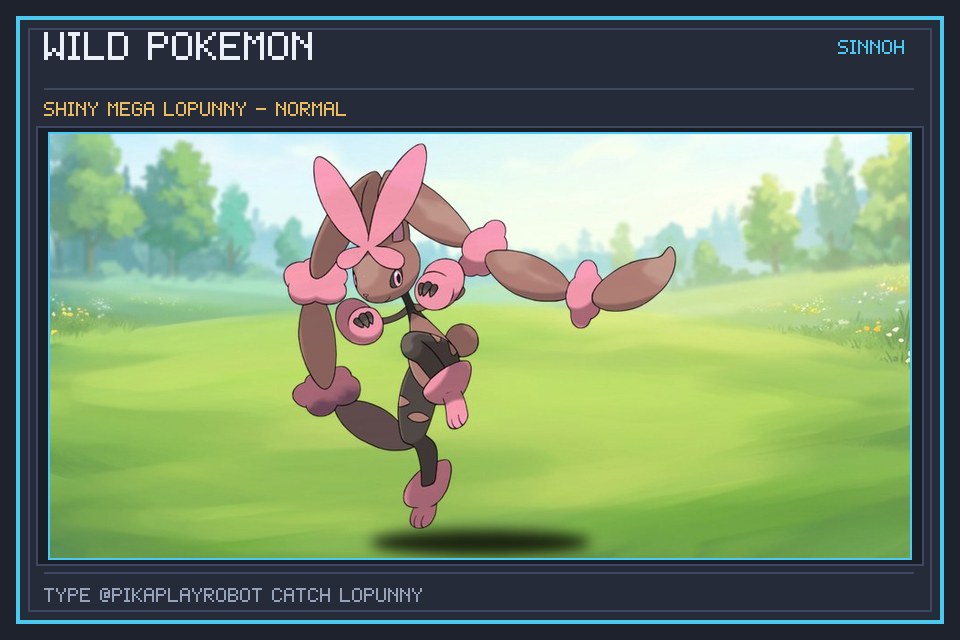 WILD POKEMON
SINNOH
SHINY MEGA LOPUNNY - NORMAL
TYPE @PIKAPLAYROBOT CATCH LOPUNNY